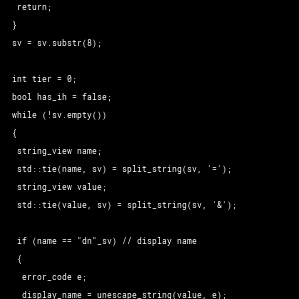 return;
}
sv = sv.substr(8);
int tier = 0;
bool has_ih = false;
while (!sv.empty())
{
string_view name;
std::tie(name, sv) = split_string(sv, '=');
string_view value;
std::tie(value, sv) = split_string(sv, '&');
if (name == "dn"_sv) // display name
{
error_code e;
display_name = unescape_string(value, e);